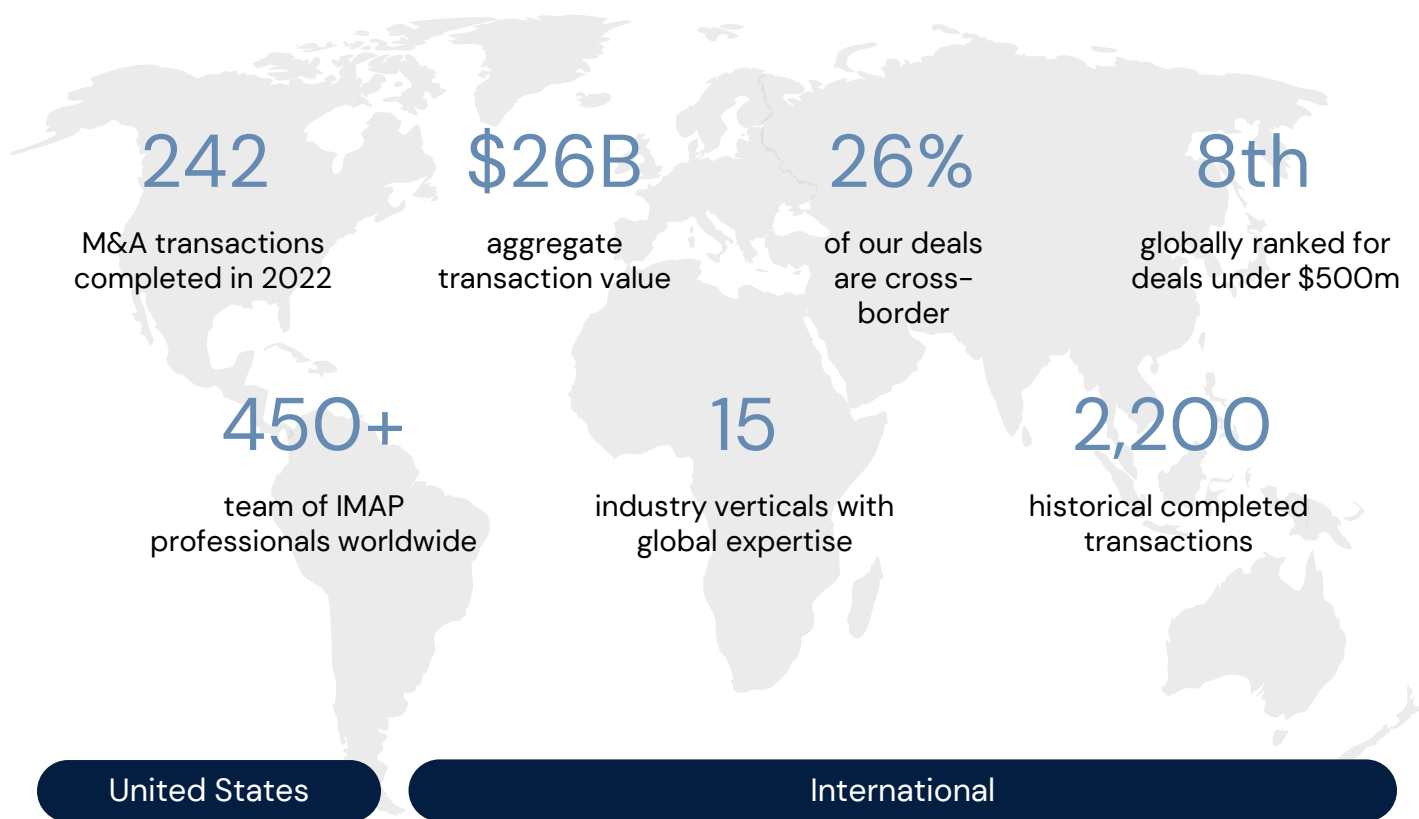 242
M&A transactions
completed in 2022
$26B
aggregate
transaction value
26%
of our deals
are cross-
border
8th
globally ranked for
deals under $500m
450+
team of IMAP
professionals worldwide
15
industry verticals with
global expertise
2,200
historical completed
transactions
United States
International